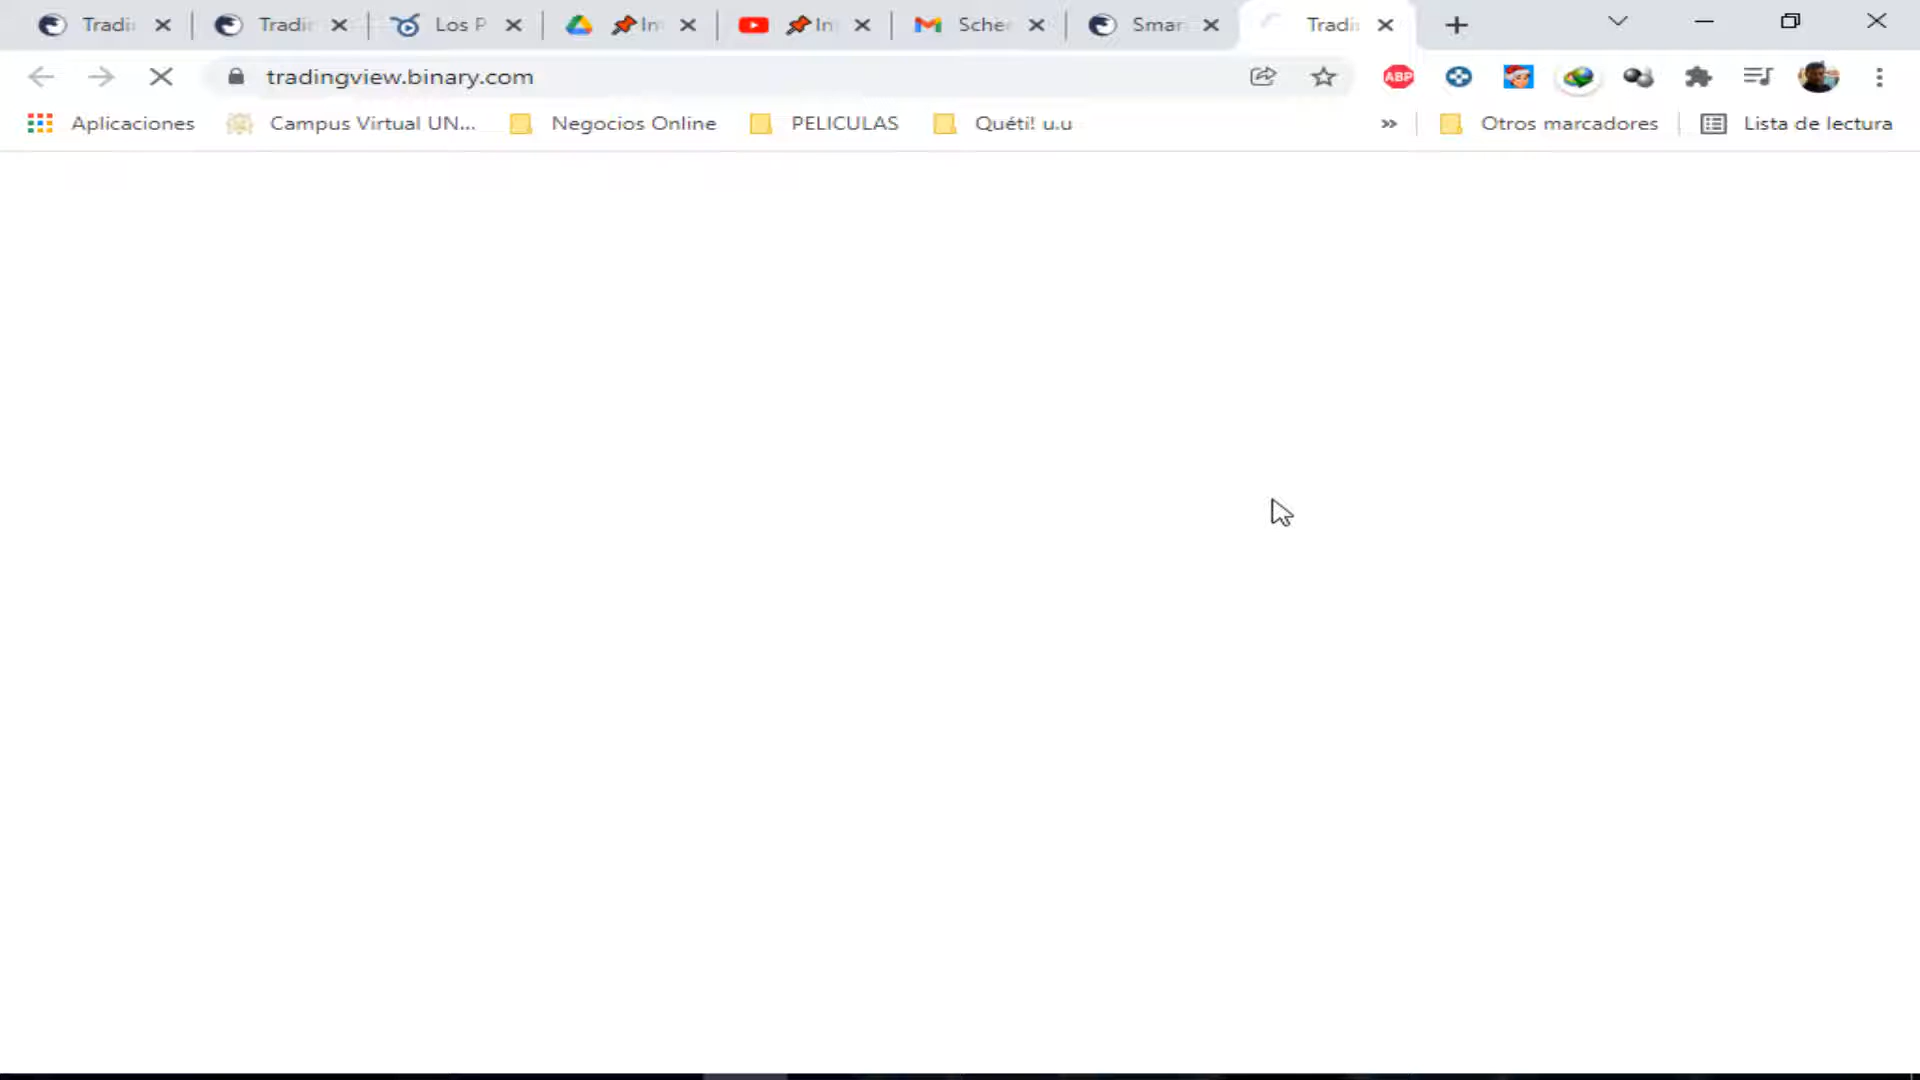 Tradi Tradi Los P In In Sche Smar Tradi
tradingview.binary.com ABP
Aplicaciones Campus Virtual UN... Negocios Online PELICULAS Quéti! u.u » Otros marcadores Lista de lectura